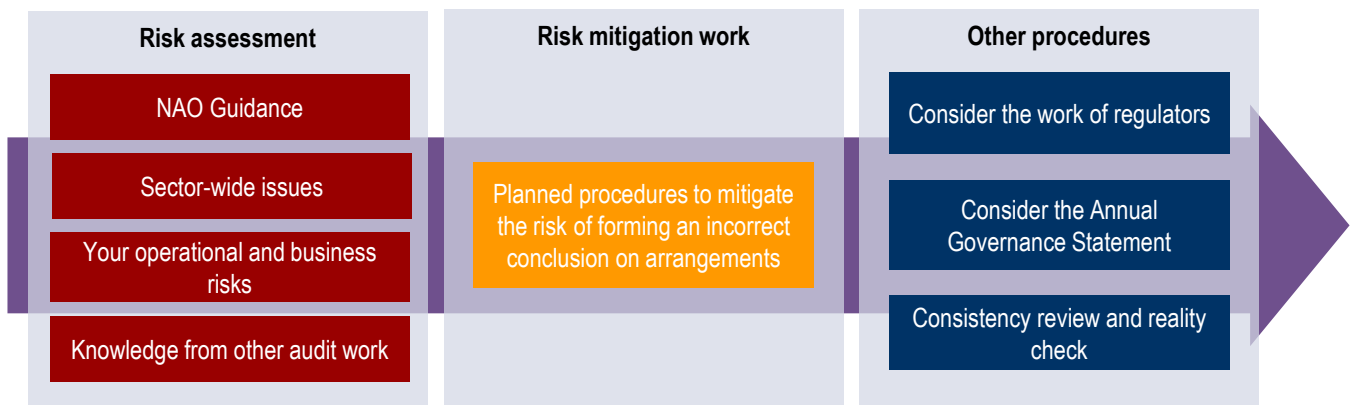 Risk assessment
NAO Guidance
Sector-wide issues
Your operational and business
risks
Knowledge from other audit work
Risk mitigation work
Planned procedures to mitigate
the risk of forming an incorrect
conclusion on arrangements
Other procedures
Consider the work of regulators
Consider the Annual
Governance Statement
Consistency review and reality
check